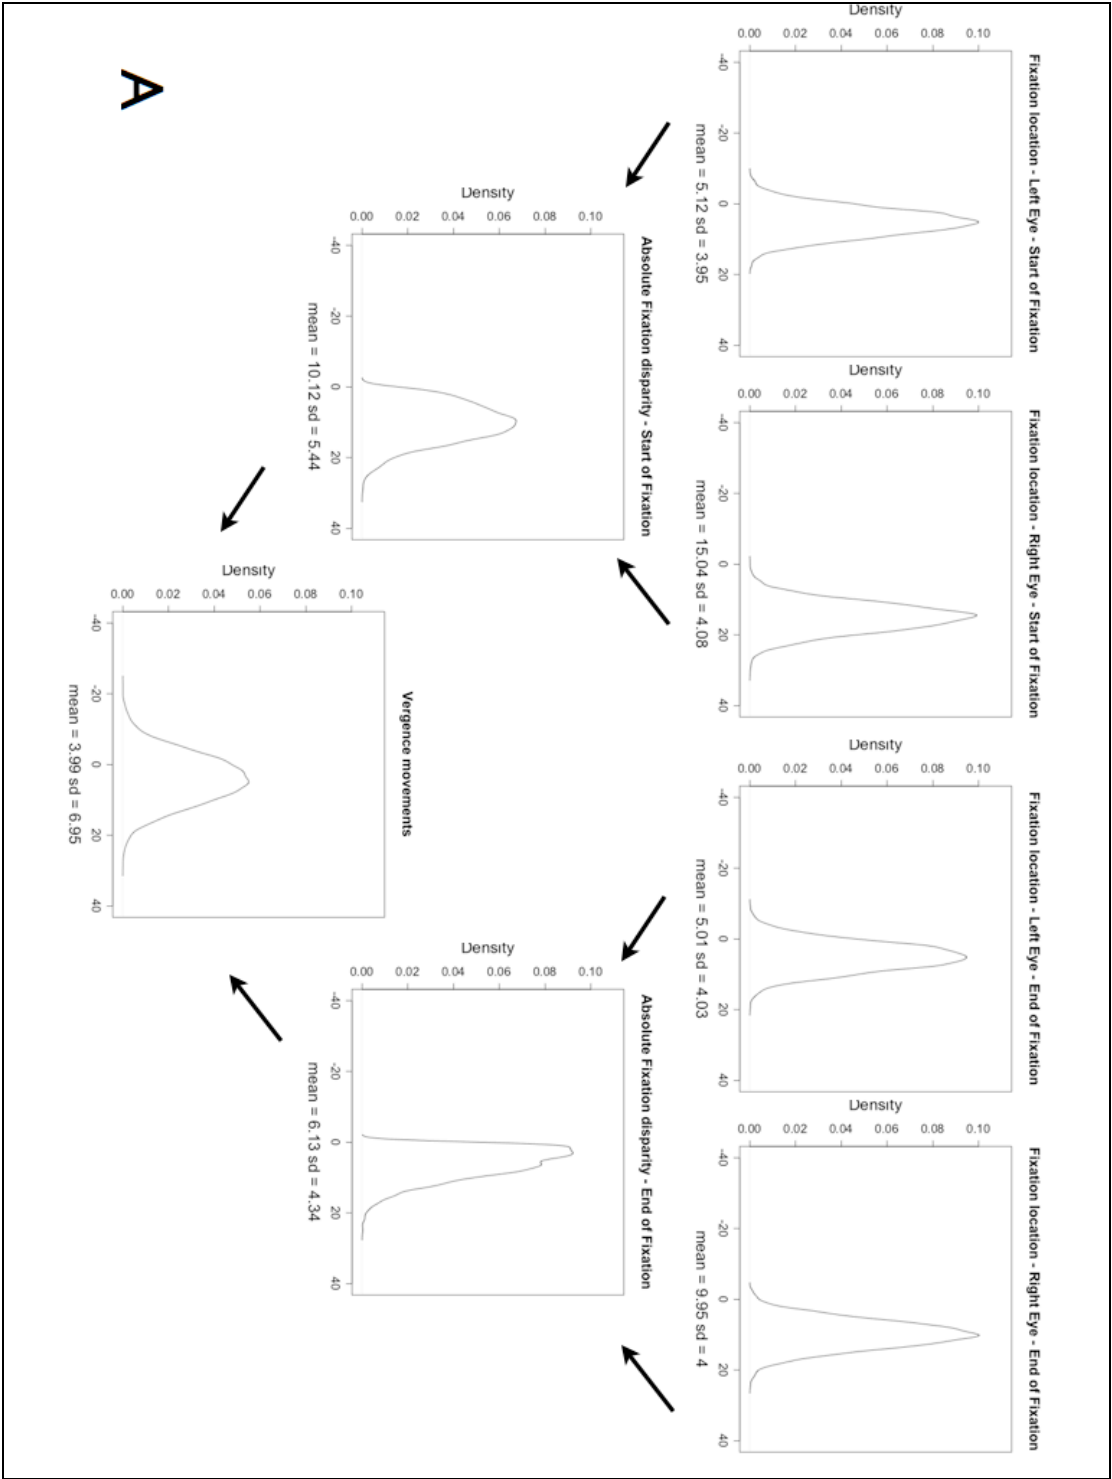 A
Fixation location - Left Eye - Start of Fixation
Density
0.00 0.02 0.04 0.06 0.08 0.10
-40 -20 0 20 40
mean = 5.12 sd = 3.95
Fixation location - Right Eye - Start of Fixation
Density
0.00 0.02 0.04 0.06 0.08 0.10
-40 -20 0 20 40
mean = 15.04 sd = 4.08
Fixation location - Left Eye - End of Fixation
Density
0.00 0.02 0.04 0.06 0.08 0.10
-40 -20 0 20 40
mean = 5.01 sd = 4.03
Fixation location - Right Eye - End of Fixation
Density
0.00 0.02 0.04 0.06 0.08 0.10
-40 -20 0 20 40
mean = 9.95 sd = 4
Absolute Fixation disparity - Start of Fixation
Density
0.00 0.02 0.04 0.06 0.08 0.10
-40 -20 0 20 40
mean = 10.12 sd = 5.44
Absolute Fixation disparity - End of Fixation
Density
0.00 0.02 0.04 0.06 0.08 0.10
-40 -20 0 20 40
mean = 6.13 sd = 4.34
Vergence movements
Density
0.00 0.02 0.04 0.06 0.08 0.10
-40 -20 0 20 40
mean = 3.99 sd = 6.95